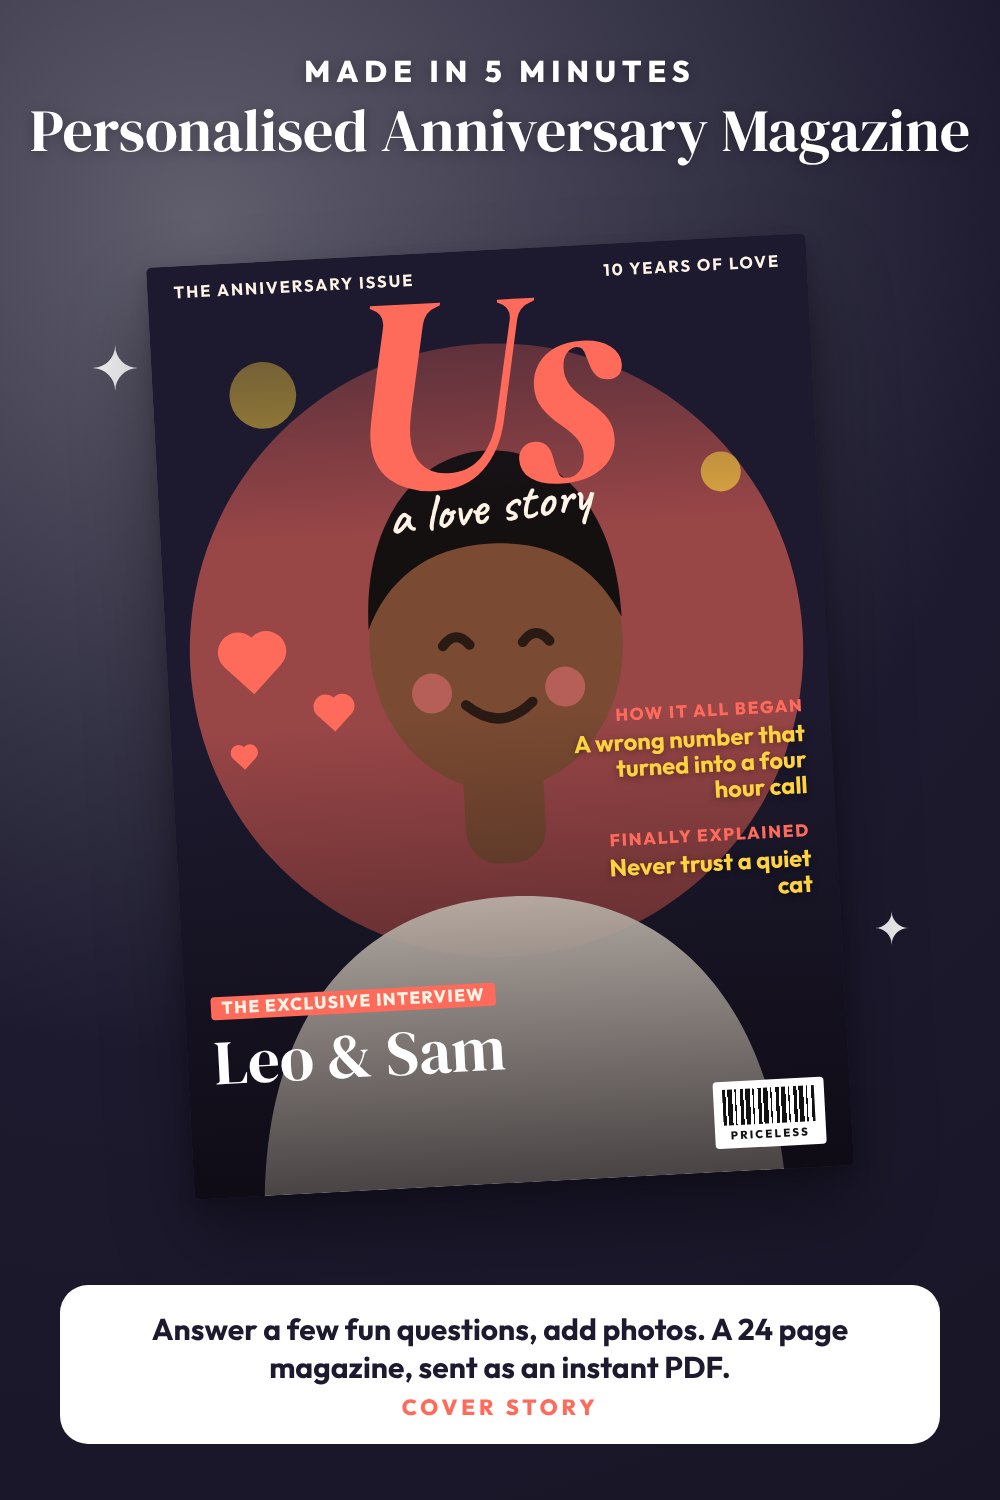 MADE IN 5 MINUTES
Personalised Anniversary Magazine
THE ANNIVERSARY ISSUE
10 YEARS OF LOVE
Us
a love story
HOW IT ALL BEGAN
A wrong number that
turned into a four
hour call
FINALLY EXPLAINED
Never trust a quiet
cat
THE EXCLUSIVE INTERVIEW
Leo & Sam
PRICELESS
Answer a few fun questions, add photos. A 24 page
magazine, sent as an instant PDF.
COVER STORY